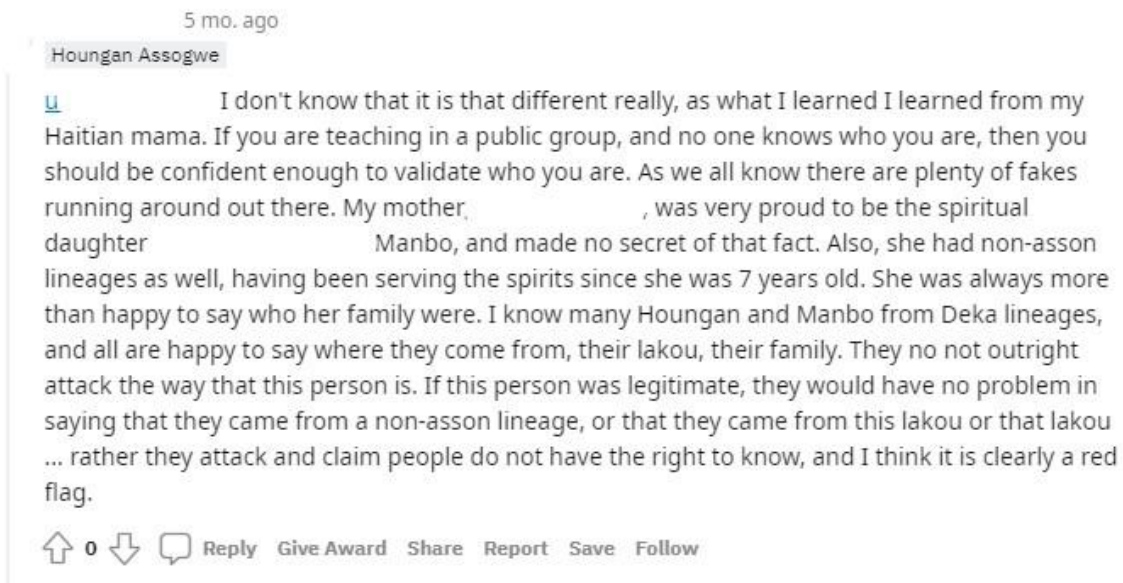 5 mo. ago
Houngan Assogwe
u I don't know that it is that different really, as what I learned I learned from my
Haitian mama. If you are teaching in a public group, and no one knows who you are, then you
should be confident enough to validate who you are. As we all know there are plenty of fakes
running around out there. My mother , was very proud to be the spiritual
daughter Manbo, and made no secret of that fact. Also, she had non-asson
lineages as well, having been serving the spirits since she was 7 years old. She was always more
than happy to say who her family were. I know many Houngan and Manbo from Deka lineages,
and all are happy to say where they come from, their lakou, their family. They no not outright
attack the way that this person is. If this person was legitimate, they would have no problem in
saying that they came from a non-asson lineage, or that they came from this lakou or that lakou
... rather they attack and claim people do not have the right to know, and I think it is clearly a red
flag.
0 Reply Give Award Share Report Save Follow